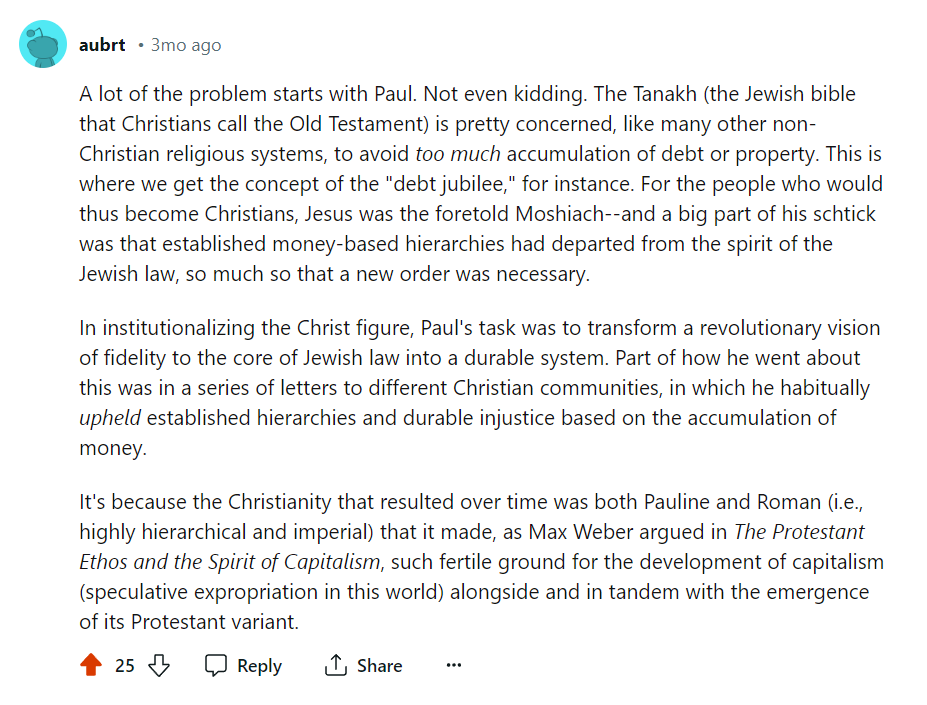 aubrt • 3mo ago
A lot of the problem starts with Paul. Not even kidding. The Tanakh (the Jewish bible
that Christians call the Old Testament) is pretty concerned, like many other non-
Christian religious systems, to avoid too much accumulation of debt or property. This is
where we get the concept of the "debt jubilee," for instance. For the people who would
thus become Christians, Jesus was the foretold Moshiach--and a big part of his schtick
was that established money-based hierarchies had departed from the spirit of the
Jewish law, so much so that a new order was necessary.
In institutionalizing the Christ figure, Paul's task was to transform a revolutionary vision
of fidelity to the core of Jewish law into a durable system. Part of how he went about
this was in a series of letters to different Christian communities, in which he habitually
upheld established hierarchies and durable injustice based on the accumulation of
money.
It's because the Christianity that resulted over time was both Pauline and Roman (i.e.,
highly hierarchical and imperial) that it made, as Max Weber argued in The Protestant
Ethos and the Spirit of Capitalism, such fertile ground for the development of capitalism
(speculative expropriation in this world) alongside and in tandem with the emergence
of its Protestant variant.
25 Reply Share ...